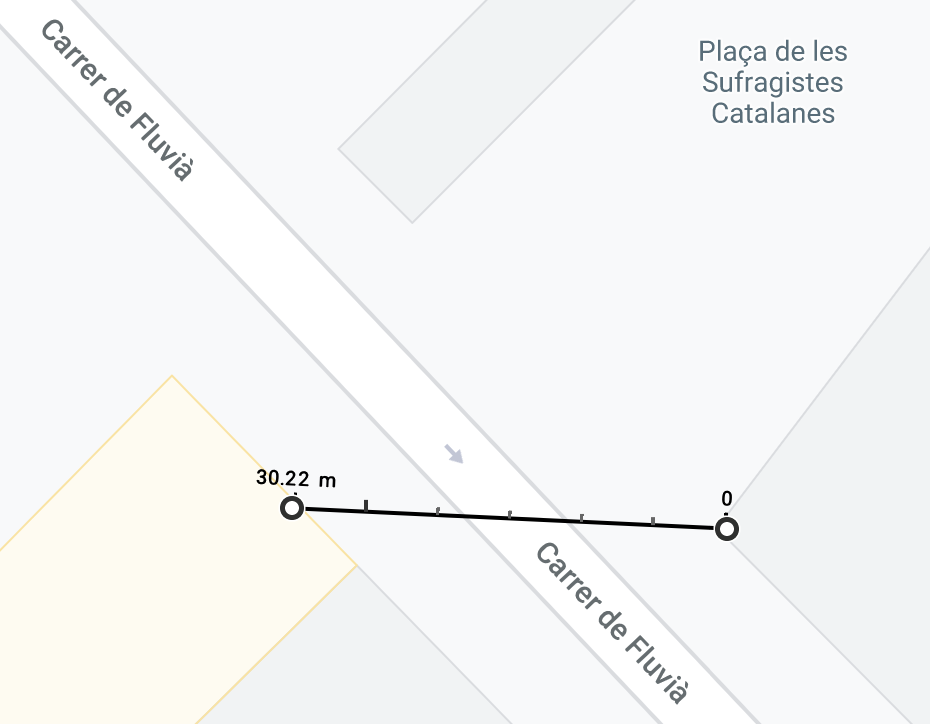 Carrer de Fluvià
Plaça de les
Sufragistes
Catalanes
30.22 m
0
Carrer de Fluvià